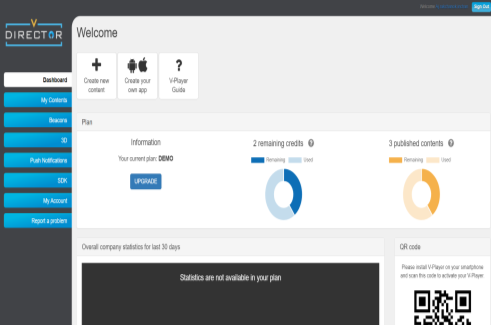 Welcome
Sign Out
V
DIRECTOR
Welcome
Dashboard
My Contents
Beacons
3D
Push Notifications
SDK
My Account
Report a problem
Create new
content
Create your
own app
V-Player
Guide
Plan
Information
Your current plan: DEMO
UPGRADE
2 remaining credits
Remaining Used
3 published contents
Remaining Used
Overall company statistics for last 30 days
Statistics are not available in your plan
QR code
Please install V-Player on your smartphone
and scan this code to activate your V-Player